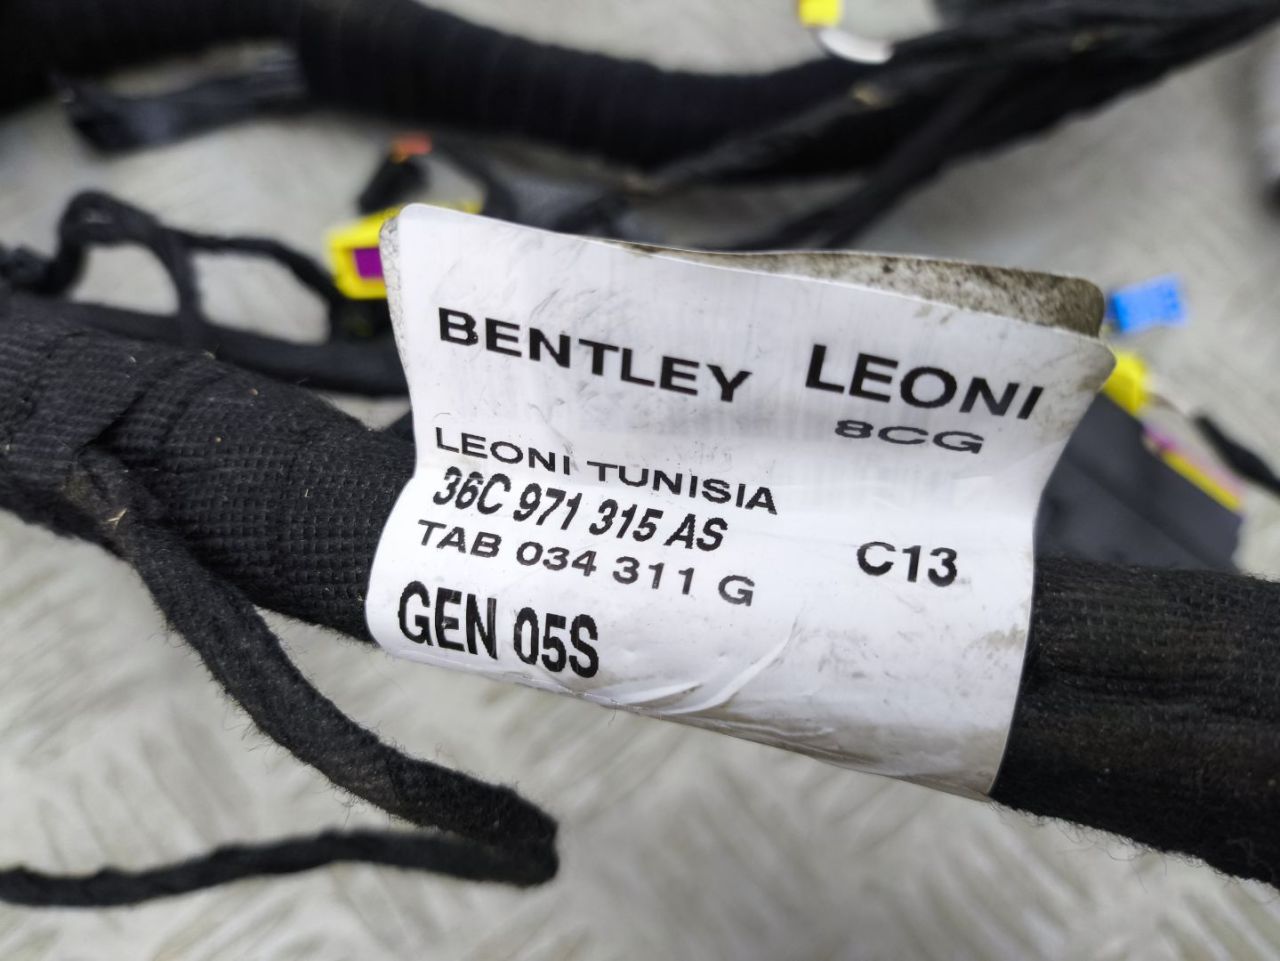 BENTLEY LEONI
8CG
LEONI TUNISIA
36C 971 315 AS
TAB 034 311 G C13
GEN 05S